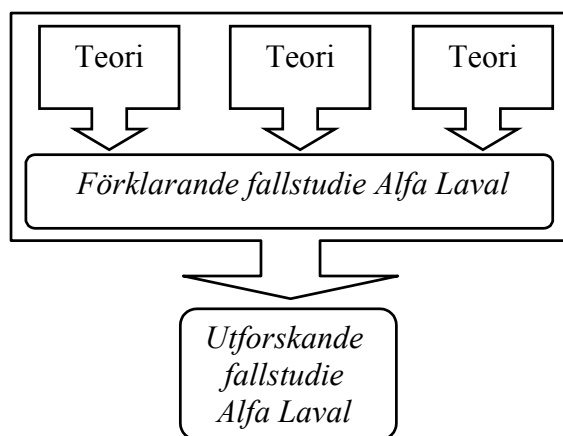 Teori Teori Teori
Förklarande fallstudie Alfa Laval
Utforskande
fallstudie
Alfa Laval